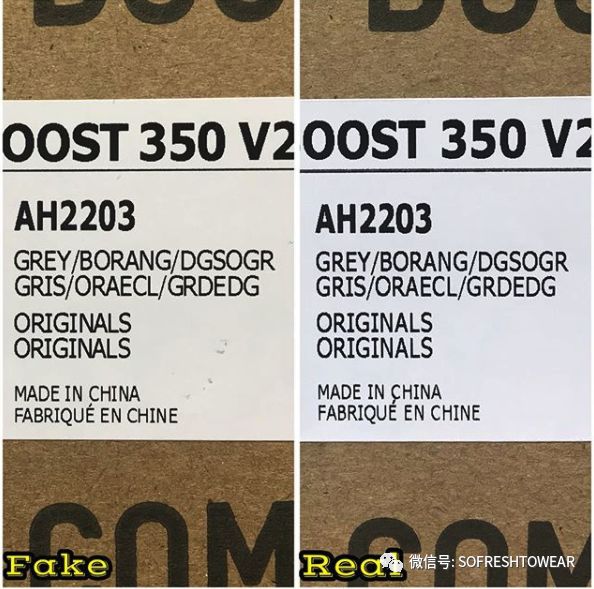 OOST 350 V2
AH2203
GREY/BORANG/DGSOGR
GRIS/ORAECL/GRDEDG
ORIGINALS
ORIGINALS
MADE IN CHINA
FABRIQUÉ EN CHINE
COM
Fake
OOST 350 V2
AH2203
GREY/BORANG/DGSOGR
GRIS/ORAECL/GRDEDG
ORIGINALS
ORIGINALS
MADE IN CHINA
FABRIQUÉ EN CHINE
COM
Real
微信号: SOFRESHTOWEAR